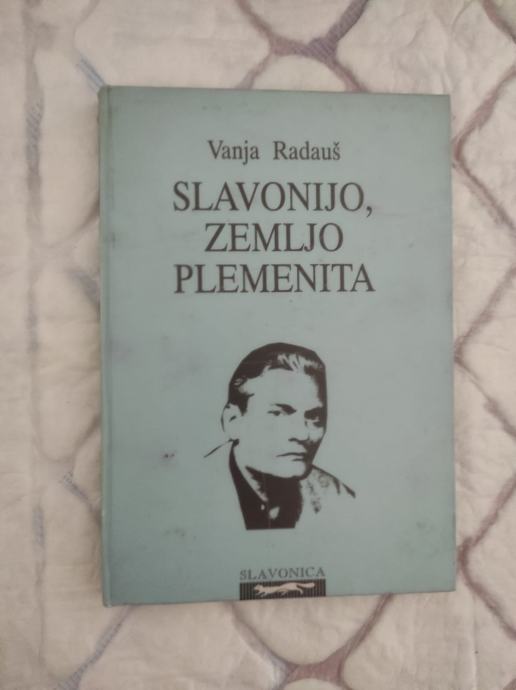 Vanja Radauš
SLAVONIJO,
ZEMLJO
PLEMENITA
SLAVONICA